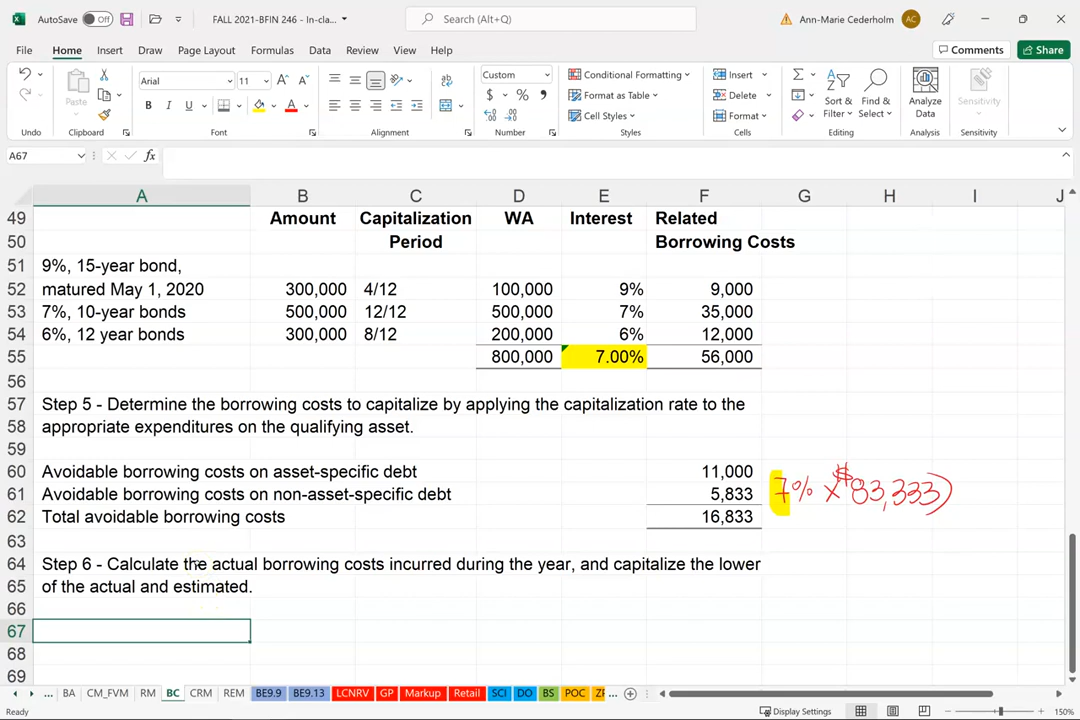 AutoSave Off FALL 2021-BFIN 246 - In-cla... Search (Alt+Q) Ann-Marie Cederholm AC
File Home Insert Draw Page Layout Formulas Data Review View Help Comments Share
Arial 11 Custom Conditional Formatting Insert
Paste B I U $ % Format as Table Delete Sort & Filter Find & Select Analyze Data Sensitivity
Cell Styles Format
Undo Clipboard Font Alignment Number Styles Cells Editing Analysis Sensitivity
A67 fx
A B C D E F G H I J
49 Amount Capitalization WA Interest Related
50 Period Borrowing Costs
51 9%, 15-year bond,
52 matured May 1, 2020 300,000 4/12 100,000 9% 9,000
53 7%, 10-year bonds 500,000 12/12 500,000 7% 35,000
54 6%, 12 year bonds 300,000 8/12 200,000 6% 12,000
55 800,000 7.00% 56,000
56
57 Step 5 - Determine the borrowing costs to capitalize by applying the capitalization rate to the
58 appropriate expenditures on the qualifying asset.
59
60 Avoidable borrowing costs on asset-specific debt 11,000
61 Avoidable borrowing costs on non-asset-specific debt 5,833 7% x $83,333)
62 Total avoidable borrowing costs 16,833
63
64 Step 6 - Calculate the actual borrowing costs incurred during the year, and capitalize the lower
65 of the actual and estimated.
66
67
68
69
... BA CM_FVM RM BC CRM REM BE9.9 BE9.13 LCNRV GP Markup Retail SCI DO BS POC ...
Ready Display Settings 150%